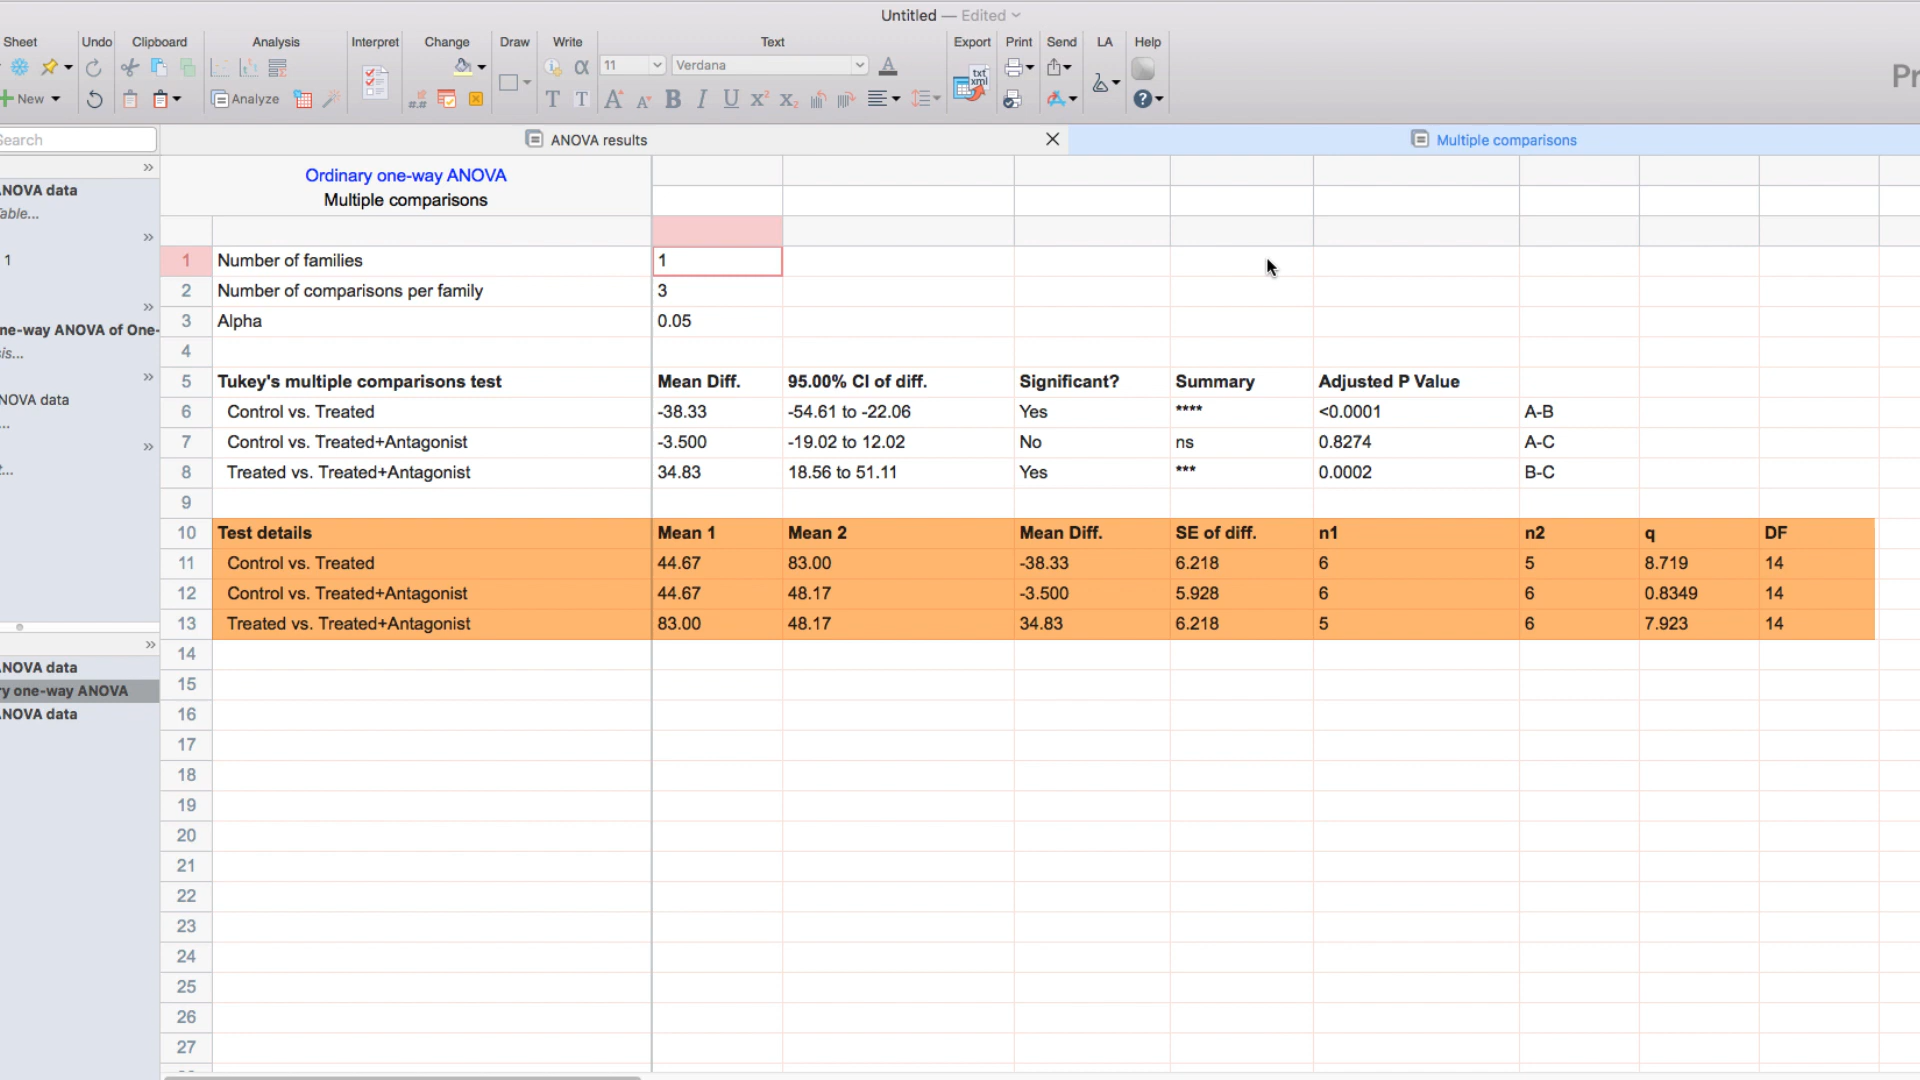 Untitled — Edited
Sheet Undo Clipboard Analysis Interpret Change Draw Write Text Export Print Send LA Help
11 Verdana
New Analyze
Pr
Search ANOVA results Multiple comparisons
Ordinary one-way ANOVA
Multiple comparisons
NOVA data
Table...
1
ne-way ANOVA of One-
sis...
NOVA data
...
t...
NOVA data
ry one-way ANOVA
NOVA data
1 Number of families 1
2 Number of comparisons per family 3
3 Alpha 0.05
4
5 Tukey's multiple comparisons test Mean Diff. 95.00% CI of diff. Significant? Summary Adjusted P Value
6 Control vs. Treated -38.33 -54.61 to -22.06 Yes **** <0.0001 A-B
7 Control vs. Treated+Antagonist -3.500 -19.02 to 12.02 No ns 0.8274 A-C
8 Treated vs. Treated+Antagonist 34.83 18.56 to 51.11 Yes *** 0.0002 B-C
9
10 Test details Mean 1 Mean 2 Mean Diff. SE of diff. n1 n2 q DF
11 Control vs. Treated 44.67 83.00 -38.33 6.218 6 5 8.719 14
12 Control vs. Treated+Antagonist 44.67 48.17 -3.500 5.928 6 6 0.8349 14
13 Treated vs. Treated+Antagonist 83.00 48.17 34.83 6.218 5 6 7.923 14
14
15
16
17
18
19
20
21
22
23
24
25
26
27